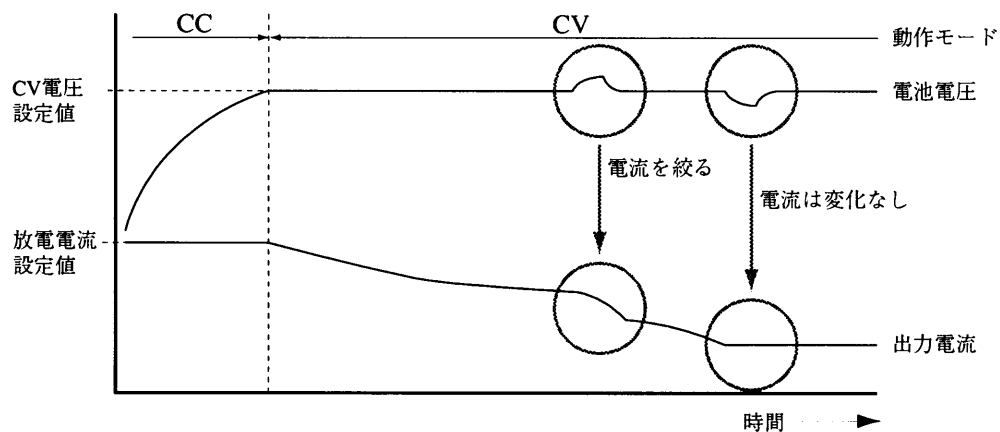 CC
CV
動作モード
CV電圧
設定値
電池電圧
電流を絞る
電流は変化なし
放電電流
設定値
出力電流
時間